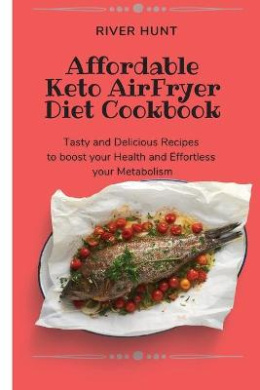 RIVER HUNT
Affordable
Keto AirFryer
Diet Cookbook
Tasty and Delicious Recipes
to boost your Health and Effortless
your Metabolism